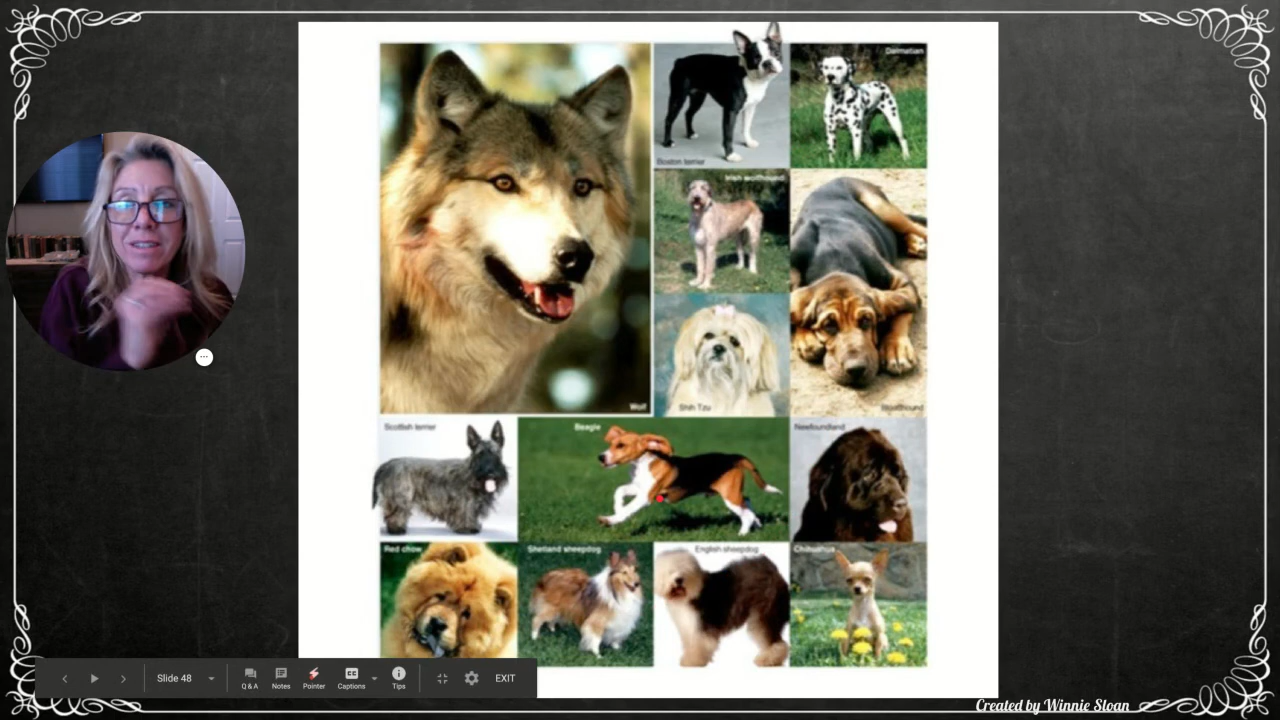 Dalmatian
Boston terrier
Irish wolfhound
Shih Tzu
Wolf
Bloodhound
Scottish terrier
Beagle
Newfoundland
Red chow
Shetland sheepdog
English sheepdog
Chihuahua
Slide 48
Q & A
Notes
Pointer
CC
Captions
Tips
EXIT
Created by Winnie Sloan